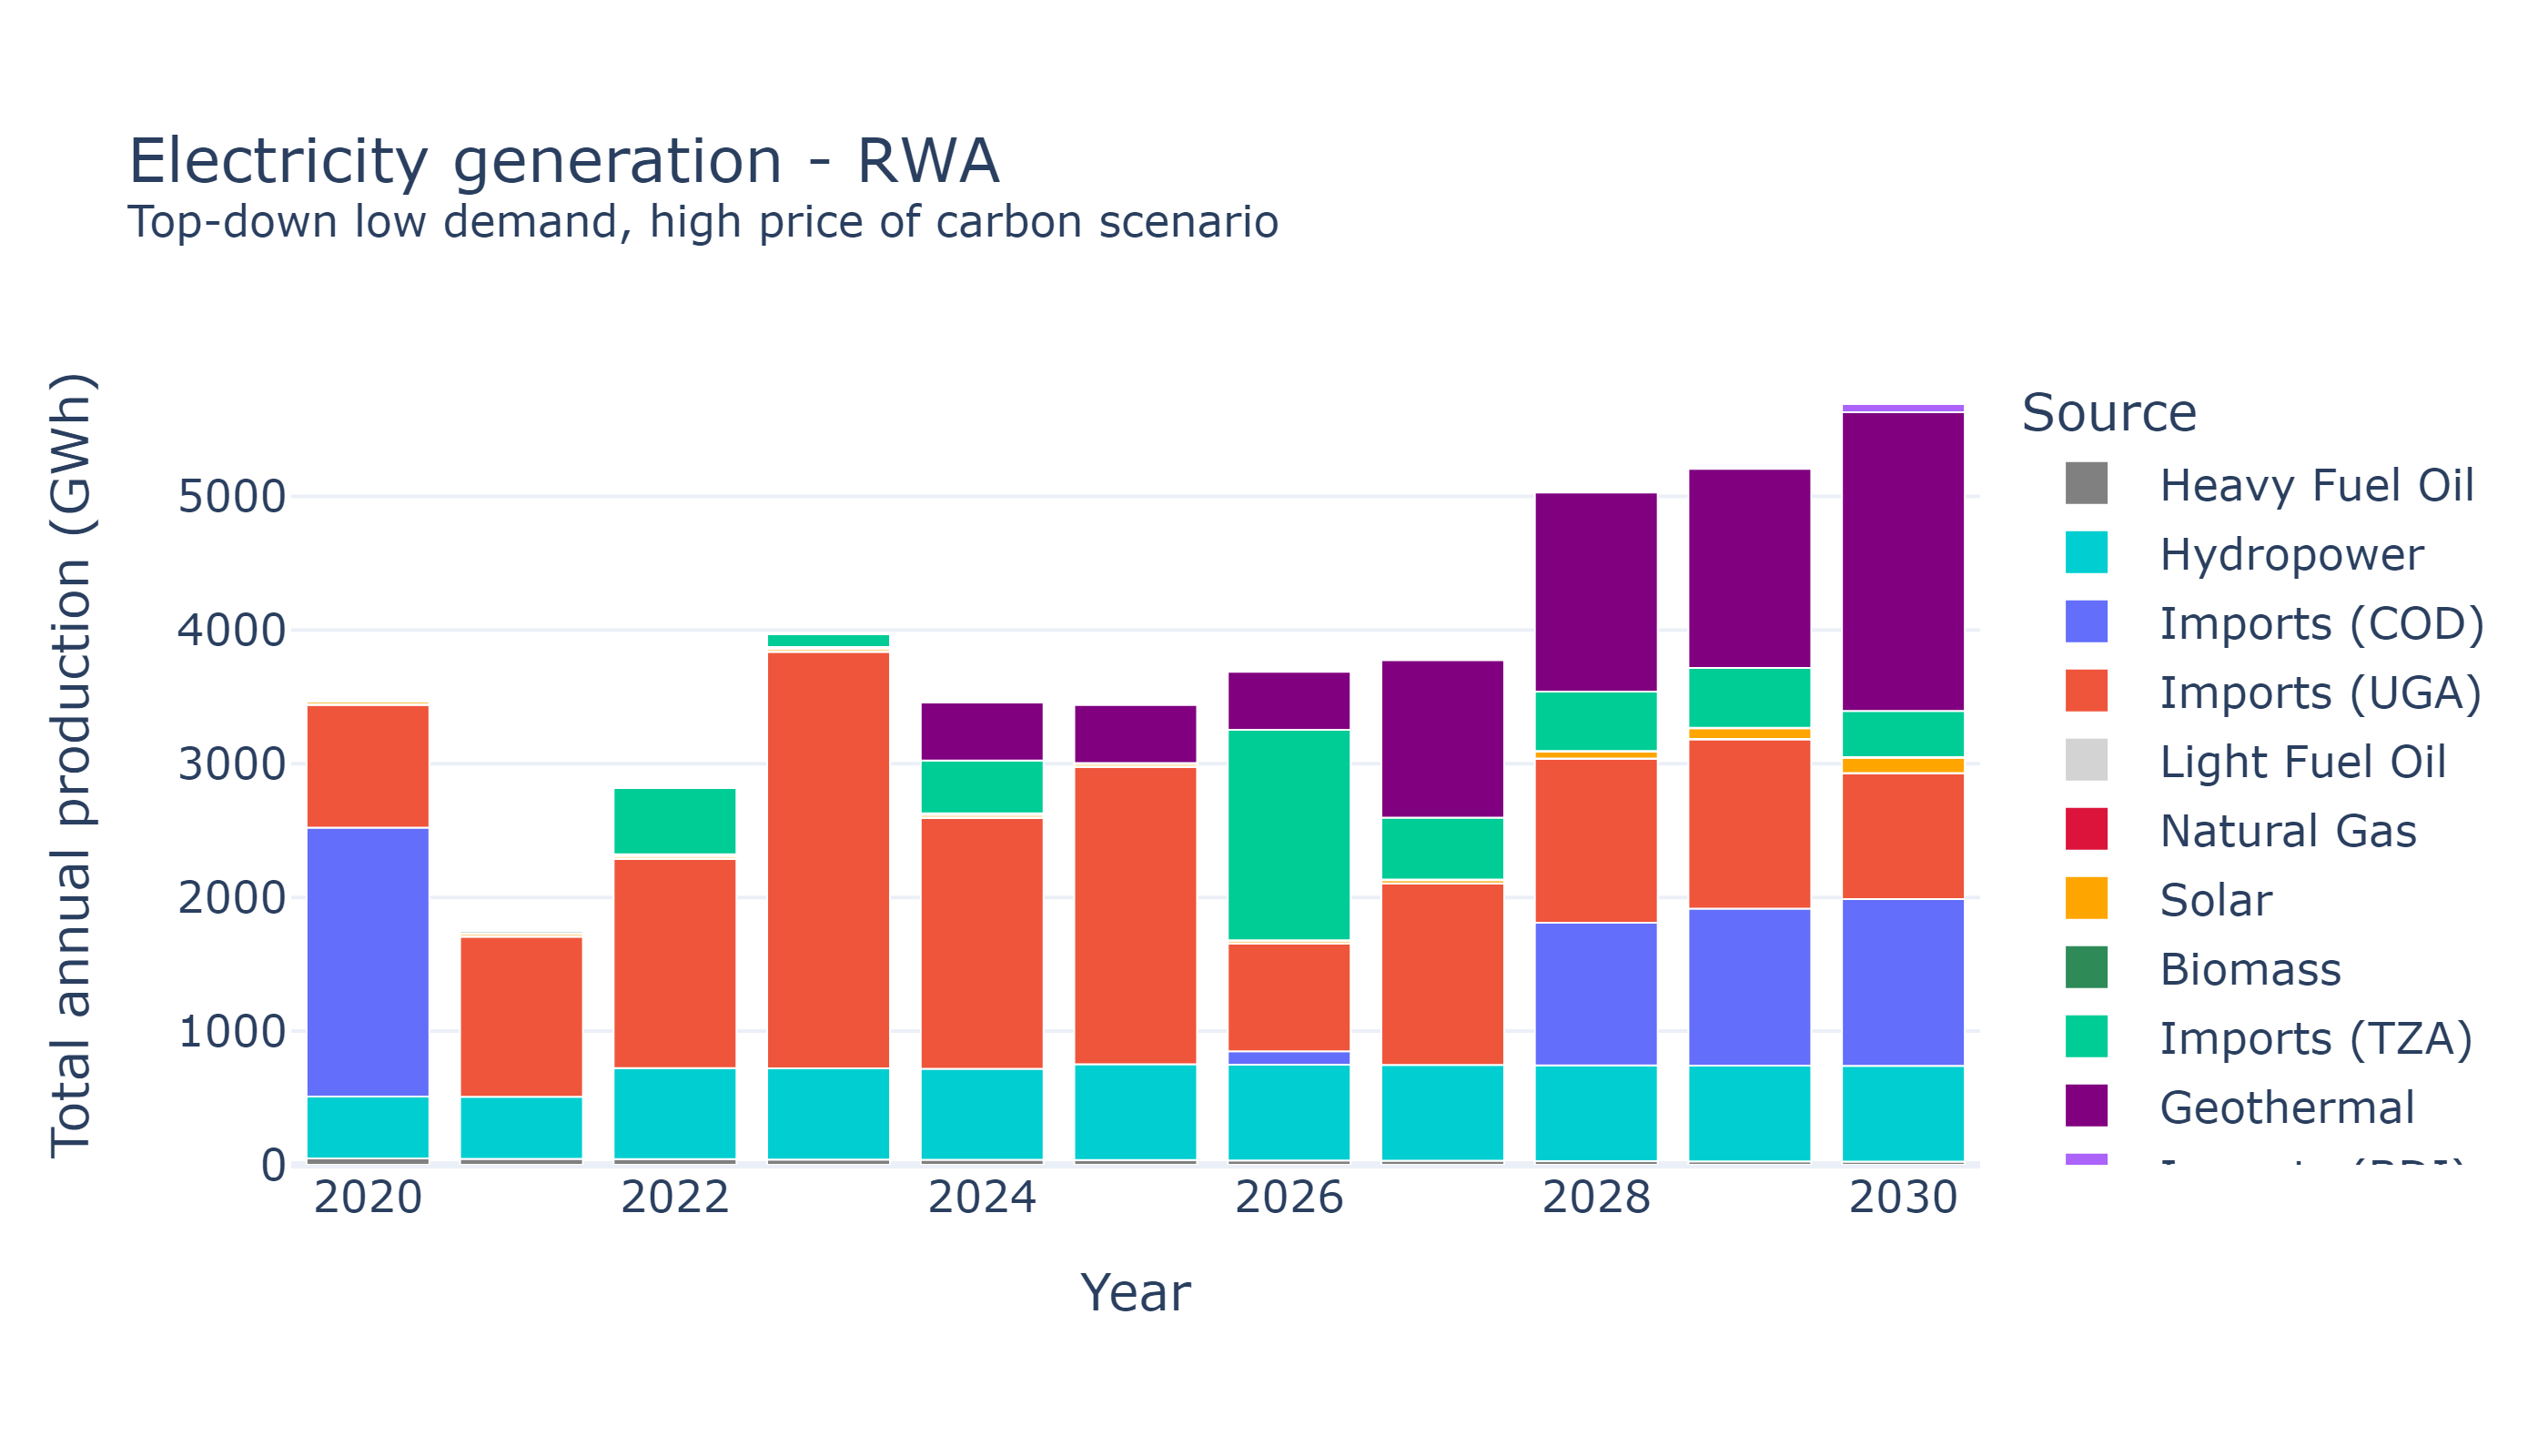 Electricity generation - RWA
Top-down low demand, high price of carbon scenario
Total annual production (GWh)
5000
4000
3000
2000
1000
0
2020
2022
2024
2026
2028
2030
Year
Source
Heavy Fuel Oil
Hydropower
Imports (COD)
Imports (UGA)
Light Fuel Oil
Natural Gas
Solar
Biomass
Imports (TZA)
Geothermal